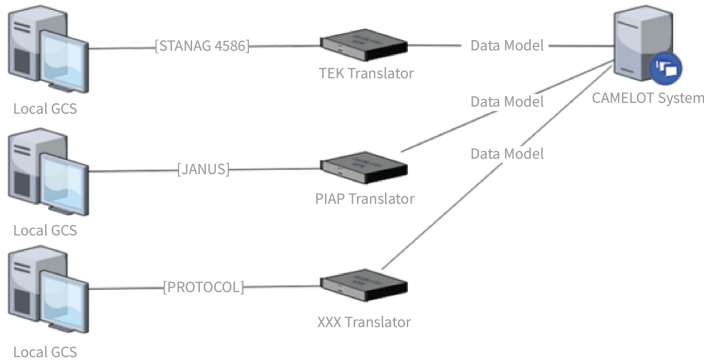 [STANAG 4586]
Data Model
TEK Translator
Local GCS
CAMELOT System
Data Model
[JANUS]
Data Model
PIAP Translator
Local GCS
[PROTOCOL]
XXX Translator
Local GCS